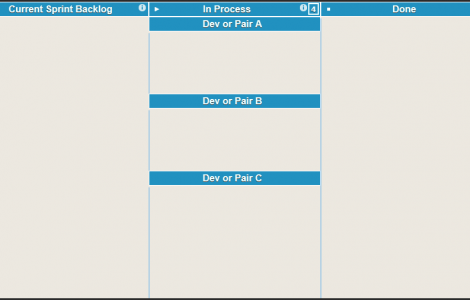 Current Sprint Backlog
In Process 4
Done
Dev or Pair A
Dev or Pair B
Dev or Pair C